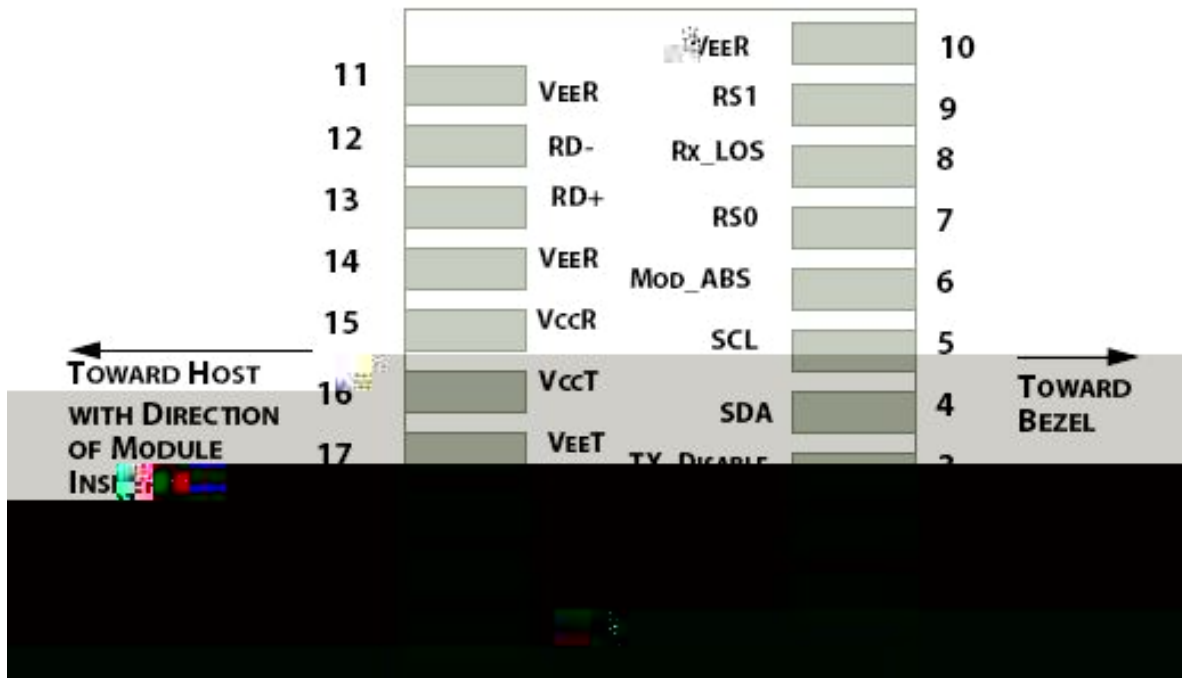 VEER 10
11 VEER RS1 9
12 RD- Rx_LOS 8
13 RD+ RS0 7
14 VEER MOD_ABS 6
15 VCCR SCL 5
TOWARD HOST
WITH DIRECTION
OF MODULE
16 VCCT SDA 4
17 VEET TX_DISABLE
TOWARD
BEZEL